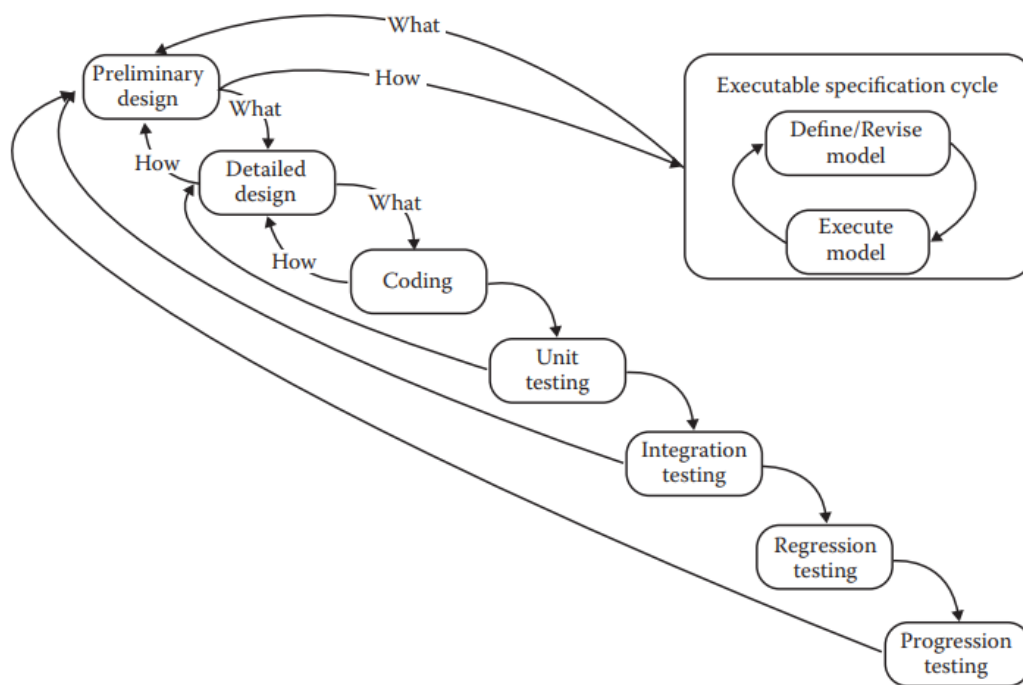 What
Preliminary
design
How
Executable specification cycle
What
Define/Revise
model
How
Detailed
design
What
Execute
model
How
Coding
Unit
testing
Integration
testing
Regression
testing
Progression
testing